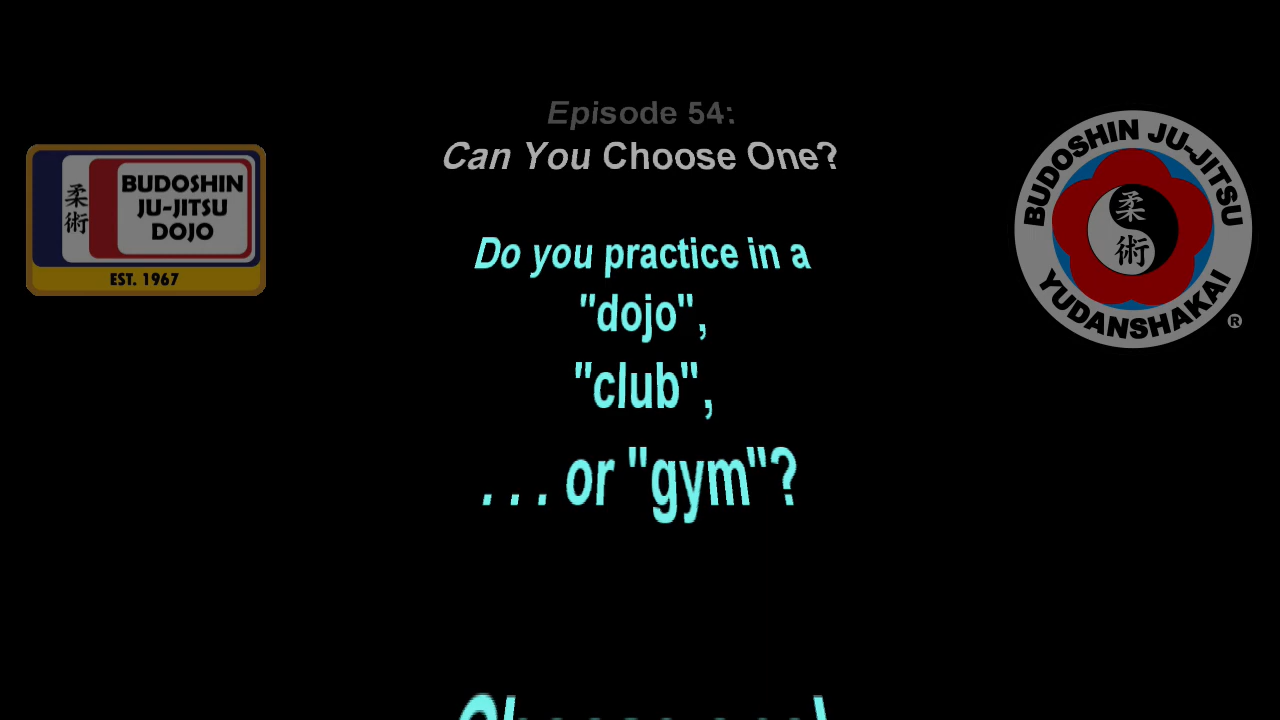 Episode 54:
Can You Choose One?
柔術
BUDOSHIN
JU-JITSU
DOJO
EST. 1967
BUDOSHIN JU-JITSU
柔術
YUDANSHAKAI
®
Do you practice in a
"dojo",
"club",
. . . or "gym"?